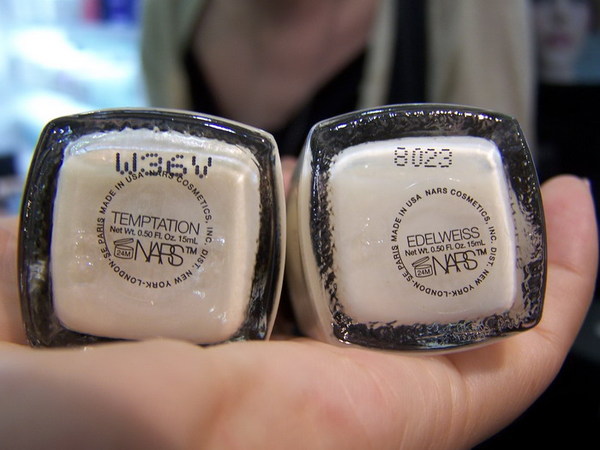 W36V
TEMPTATION
Net Wt. 0.50 Fl. Oz. 15mL
24M NARS™
MADE IN USA NARS COSMETICS, INC. DIST. NEW YORK-LONDON-SE PARIS
8023
EDELWEISS
Net Wt. 0.50 Fl. Oz. 15mL
24M NARS™
MADE IN USA NARS COSMETICS, INC. DIST. NEW YORK-LONDON-SE PARIS